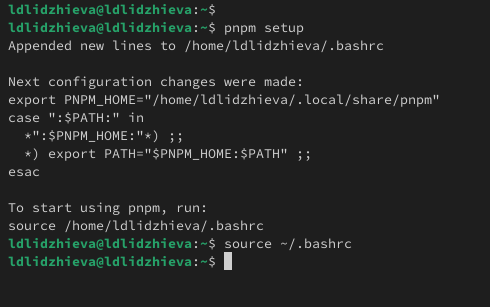 ldlidzhieva@ldlidzhieva:~$
ldlidzhieva@ldlidzhieva:~$ pnpm setup
Appended new lines to /home/ldlidzhieva/.bashrc

Next configuration changes were made:
export PNPM_HOME="/home/ldlidzhieva/.local/share/pnpm"
case ":$PATH:" in
  *":$PNPM_HOME:"*) ;;
  *) export PATH="$PNPM_HOME:$PATH" ;;
esac

To start using pnpm, run:
source /home/ldlidzhieva/.bashrc
ldlidzhieva@ldlidzhieva:~$ source ~/.bashrc
ldlidzhieva@ldlidzhieva:~$